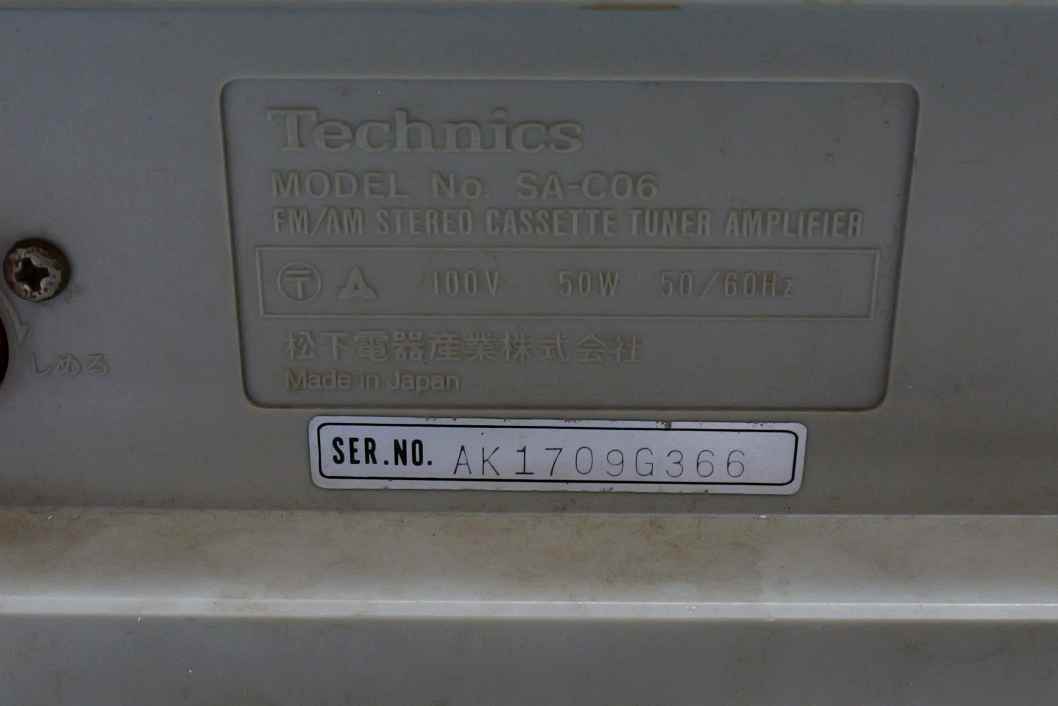 Technics
MODEL No. SA-C06
FM/AM STEREO CASSETTE TUNER AMPLIFIER
〒 100V 50W 50/60Hz
松下電器産業株式会社
Made in Japan
しめる
SER.NO. AK1709G366